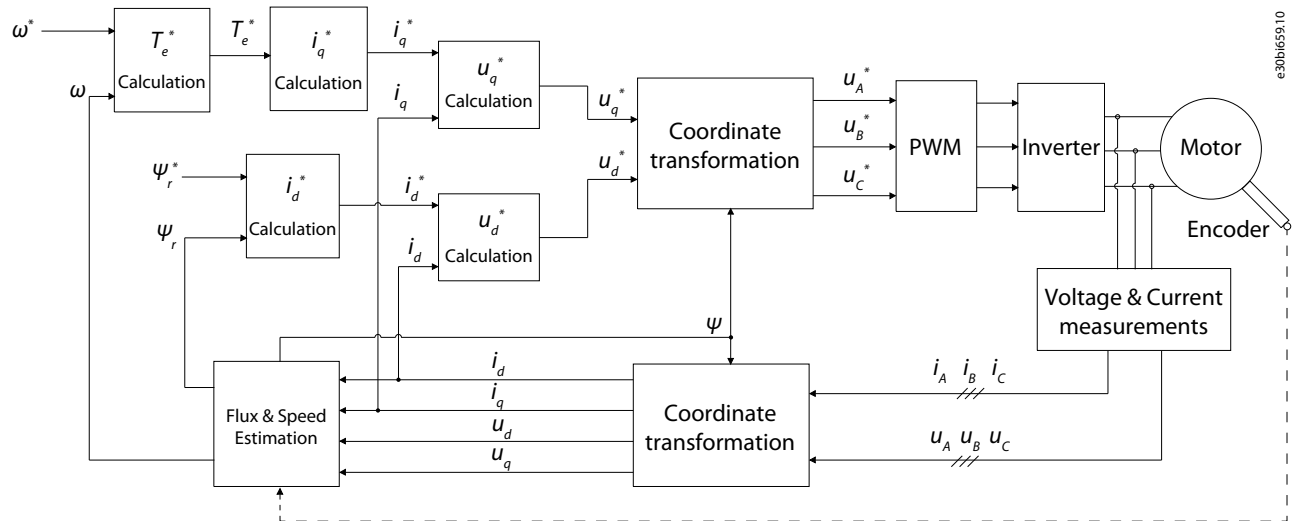 ω*
T_e^*
Calculation
T_e^*
i_q^*
Calculation
i_q^*
ω
i_q
u_q^*
Calculation
u_q^*
Coordinate
transformation
u_A^*
u_B^*
u_C^*
PWM
Inverter
Motor
Encoder
e30bi659.10
Ψ_r^*
Ψ_r
i_d^*
Calculation
i_d^*
i_d
u_d^*
Calculation
u_d^*
Voltage & Current
measurements
Ψ
Flux & Speed
Estimation
i_d
i_q
u_d
u_q
Coordinate
transformation
i_A i_B i_C
u_A u_B u_C